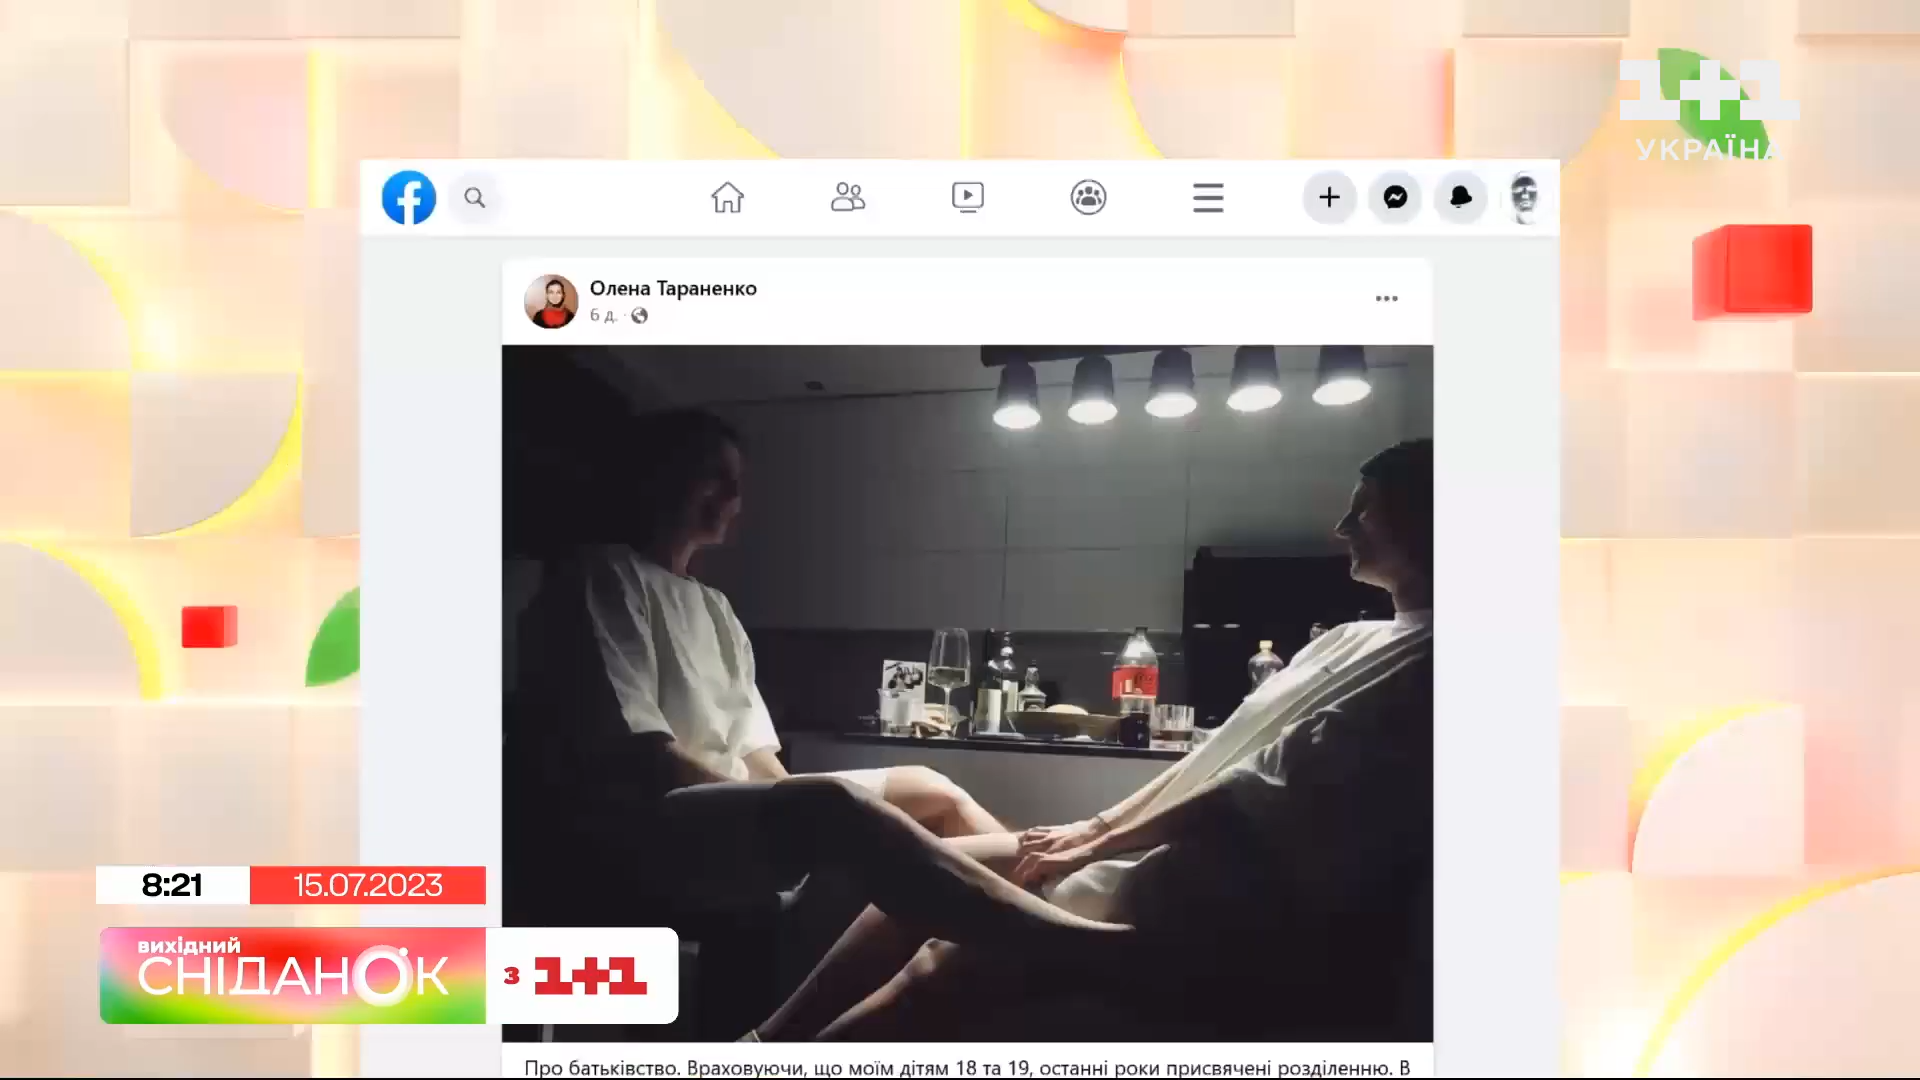 1+1
УКРАЇНА
Олена Тараненко
6 д. ·
8:21
15.07.2023
ВИХІДНИЙ
СНІДАНОК
З 1+1
Про батьківство. Враховуючи, що моїм дітям 18 та 19, останні роки присвячені розділенню. В